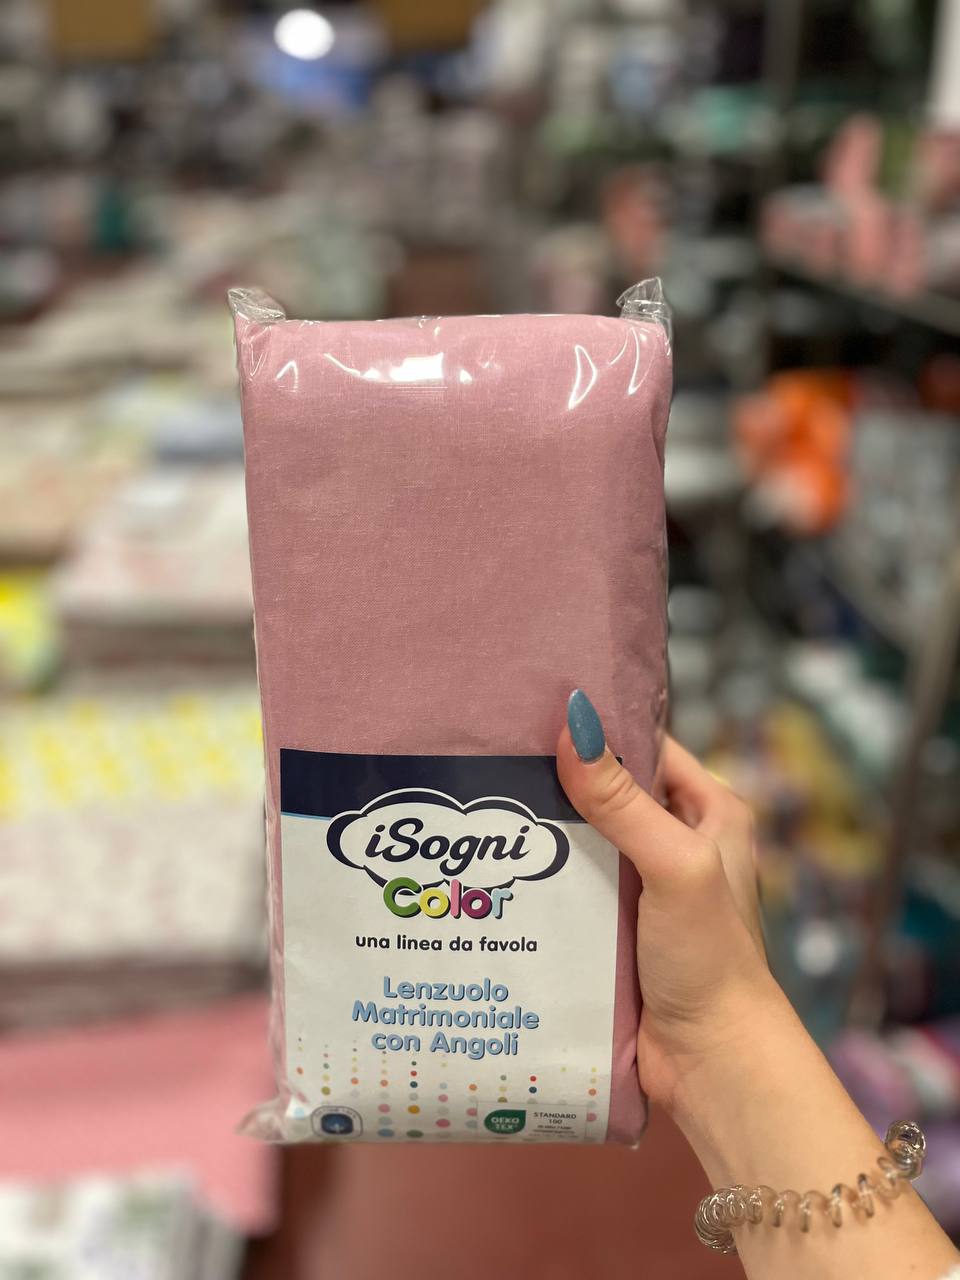 iSogni
Color
una linea da favola
Lenzuolo
Matrimoniale
con Angoli
OEKO
TEX
STANDARD
100